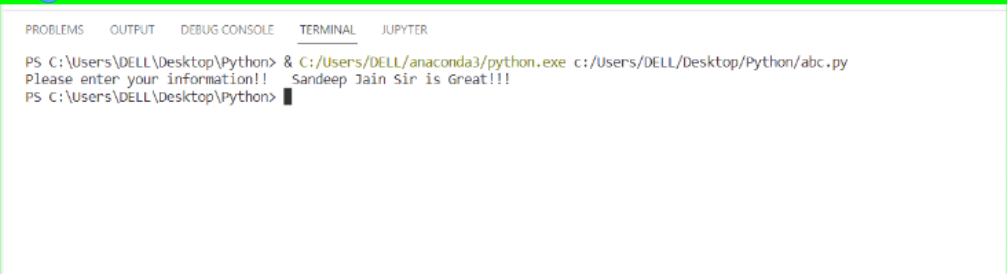 PROBLEMS OUTPUT DEBUG CONSOLE TERMINAL JUPYTER
PS C:\Users\DELL\Desktop\Python> & C:/Users/DELL/anaconda3/python.exe c:/Users/DELL/Desktop/Python/abc.py
Please enter your information!!   Sandeep Jain Sir is Great!!!
PS C:\Users\DELL\Desktop\Python>